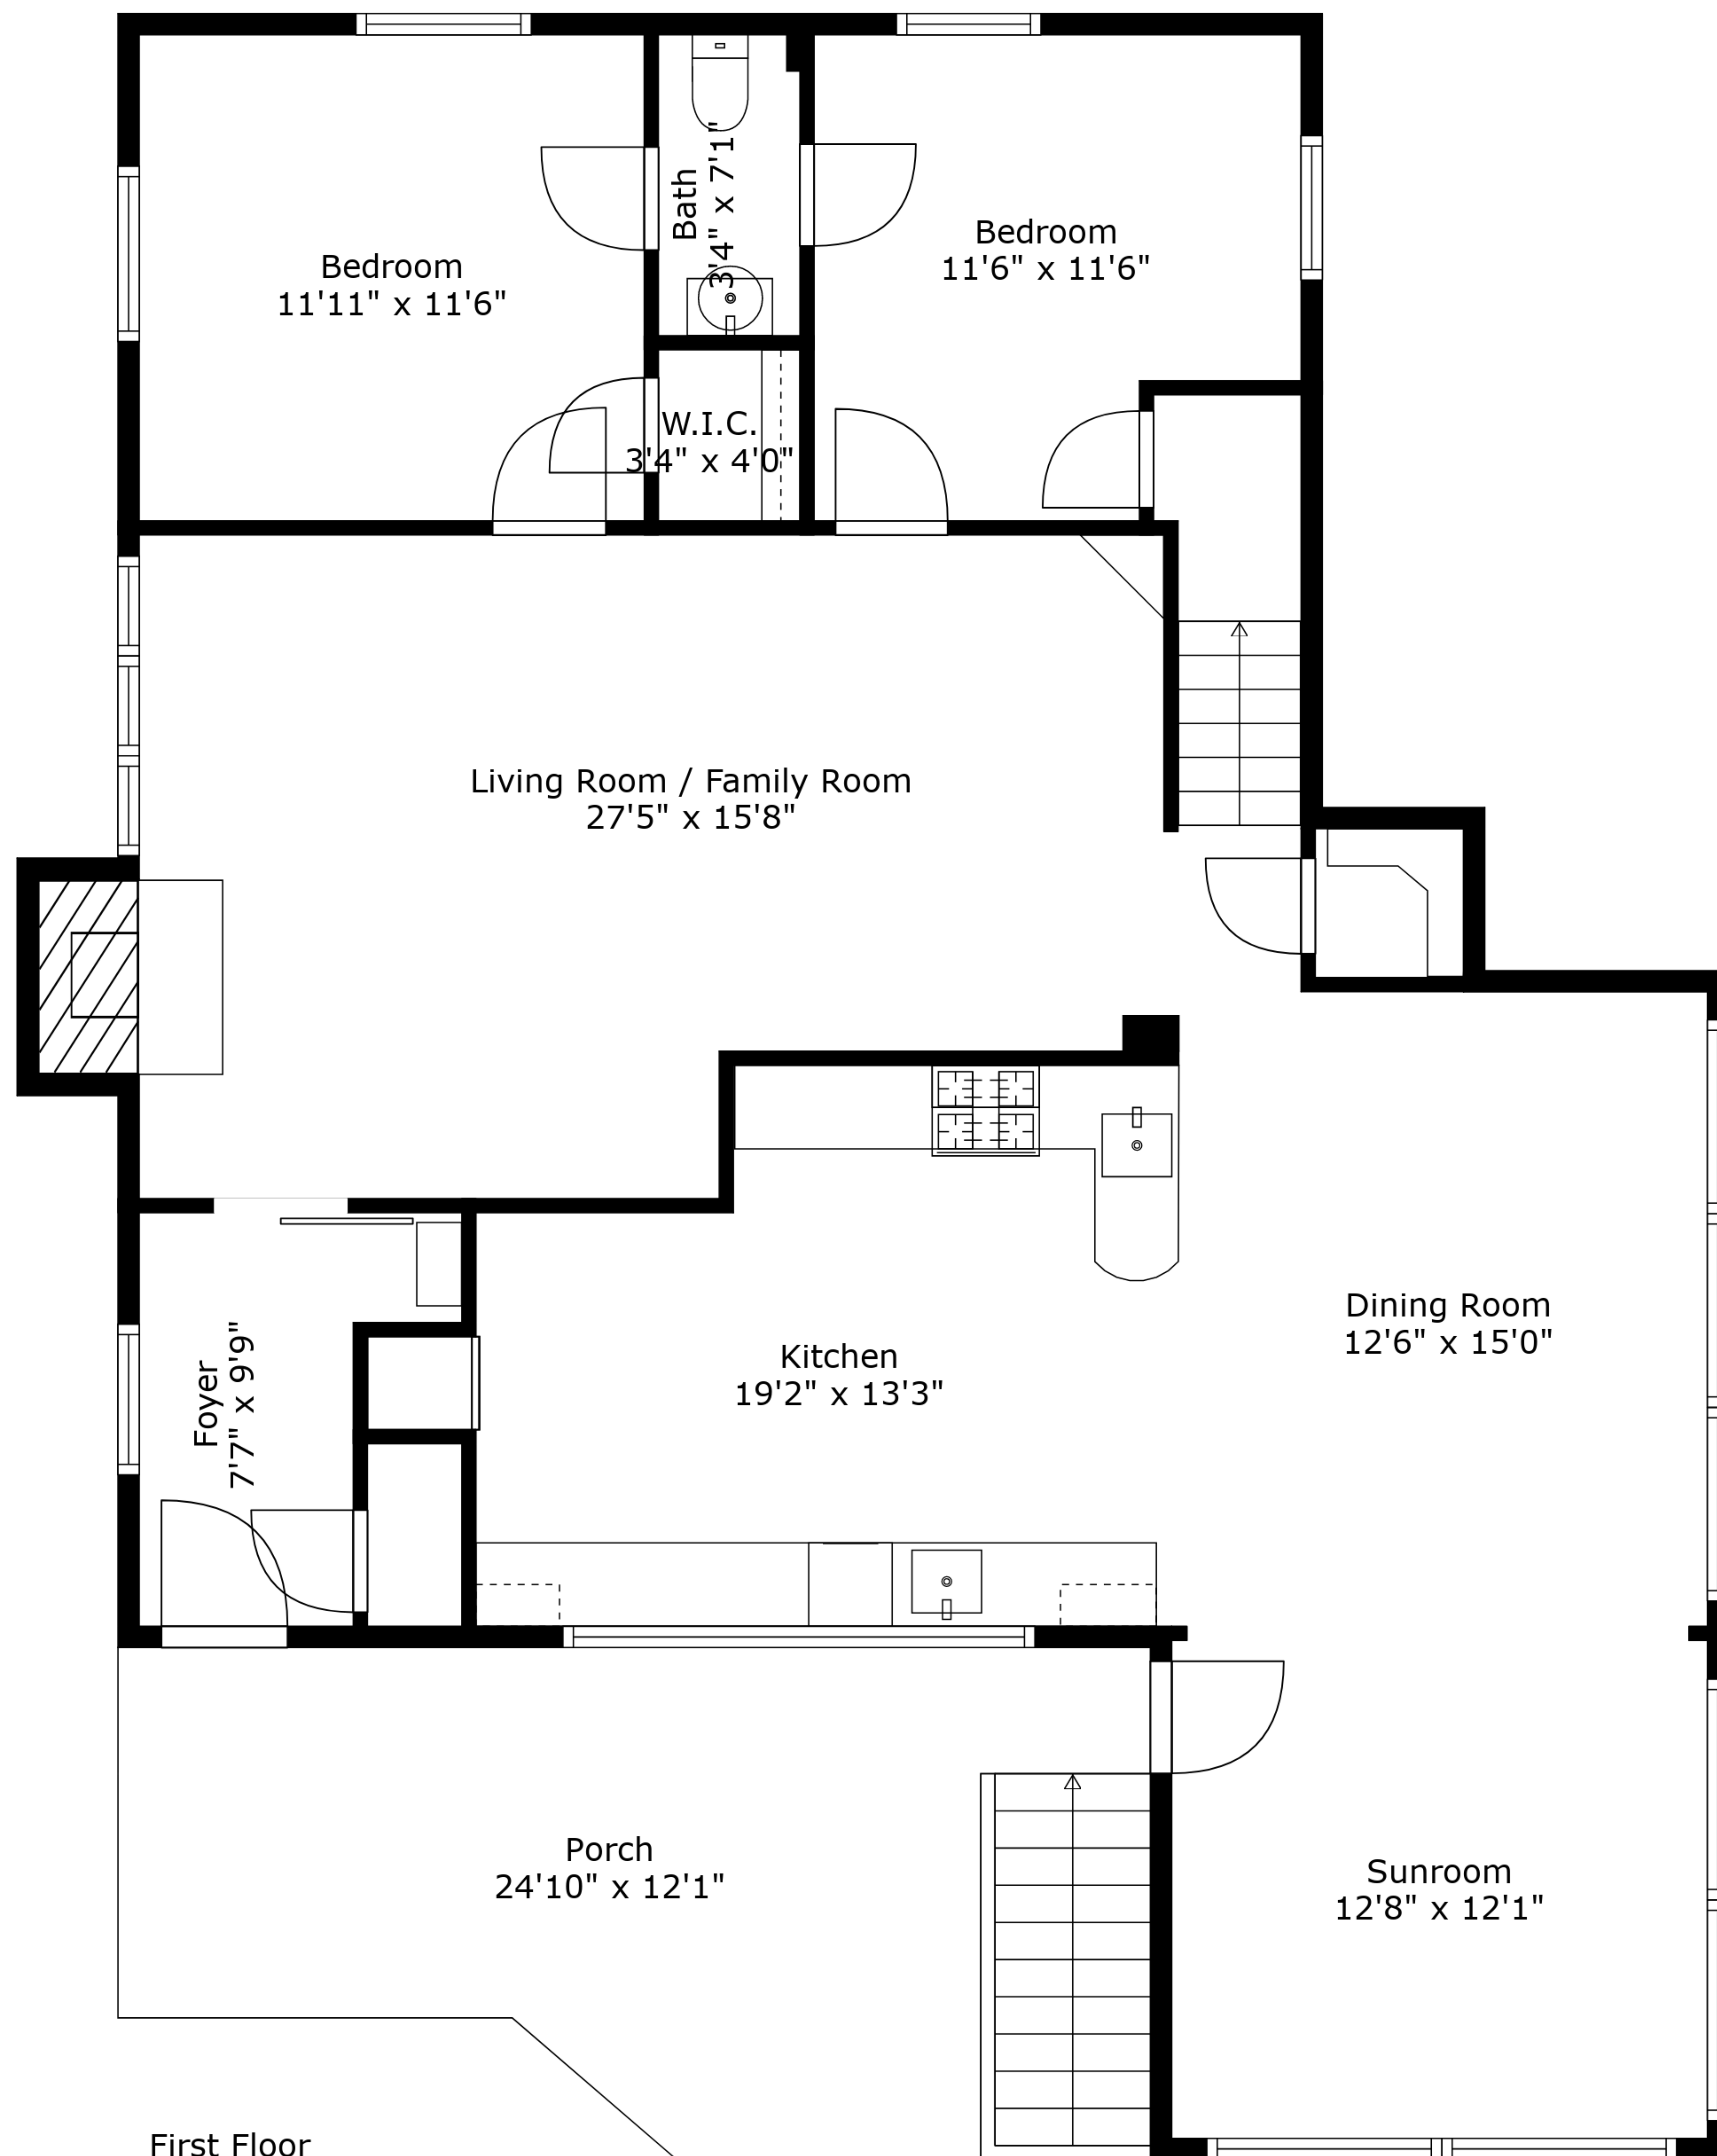 Bedroom
11'11" x 11'6"
Bath
3'4" x 7'1"
Bedroom
11'6" x 11'6"
W.I.C.
3'4" x 4'0"
Living Room / Family Room
27'5" x 15'8"
Dining Room
12'6" x 15'0"
Kitchen
19'2" x 13'3"
Foyer
7'7" x 9'9"
Porch
24'10" x 12'1"
Sunroom
12'8" x 12'1"
First Floor